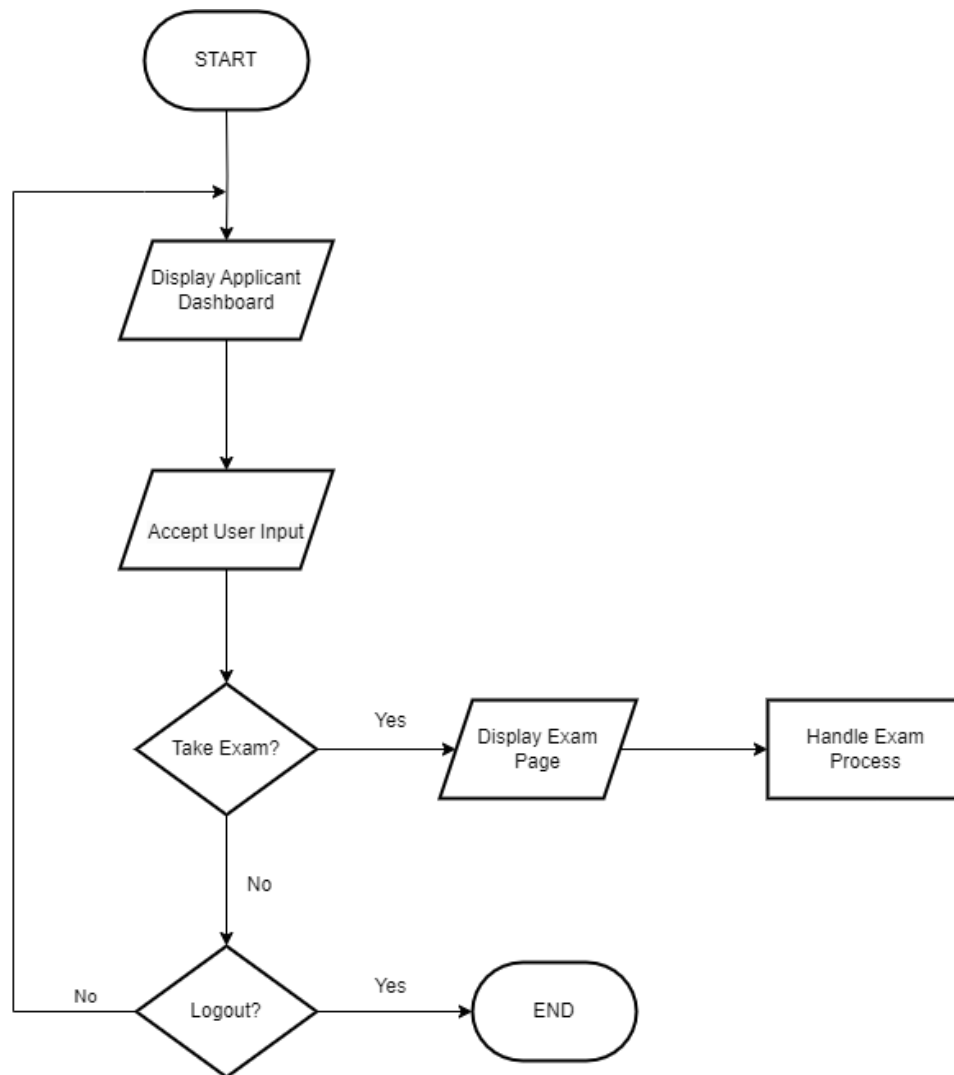 START
Display Applicant
Dashboard
Accept User Input
Take Exam?
Yes
Display Exam
Page
Handle Exam
Process
No
Logout?
No
Yes
END